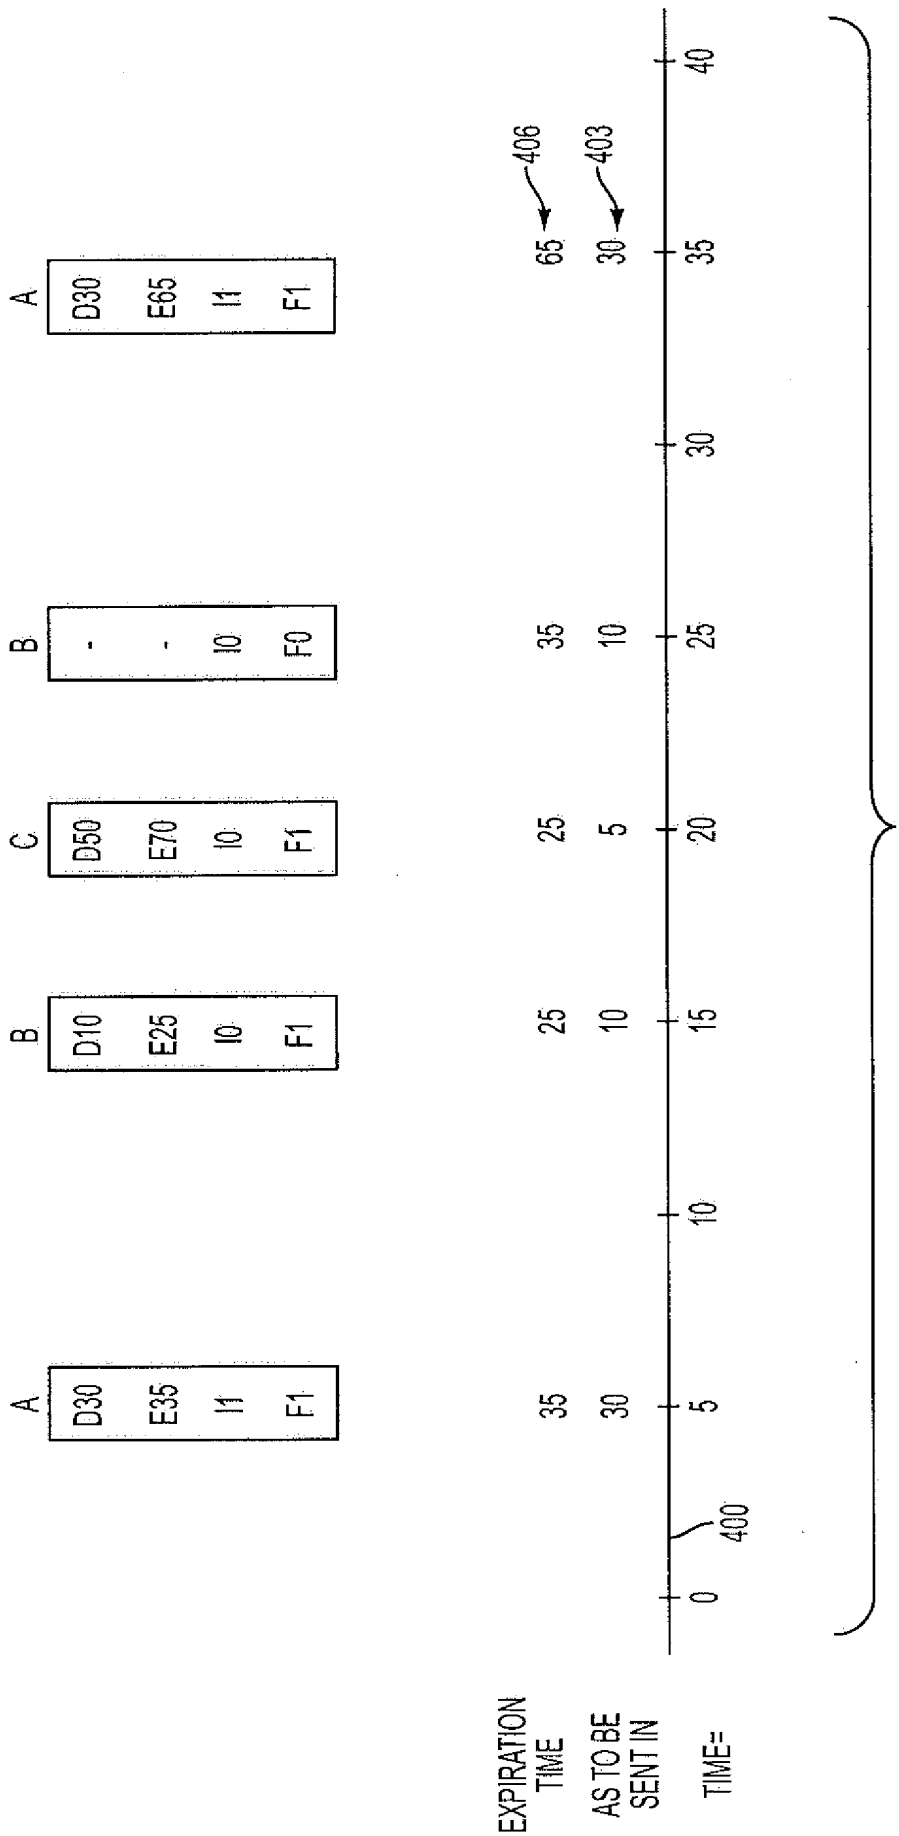 A B C B A
D30 D10 D50 - D30
E35 E25 E70 - E65
I1 I0 I0 I0 I1
F1 F1 F1 F0 F1
406
403
EXPIRATION
TIME
35 25 25 35 65
AS TO BE
SENT IN
30 10 5 10 30
TIME= 0 5 10 15 20 25 30 35 40
400